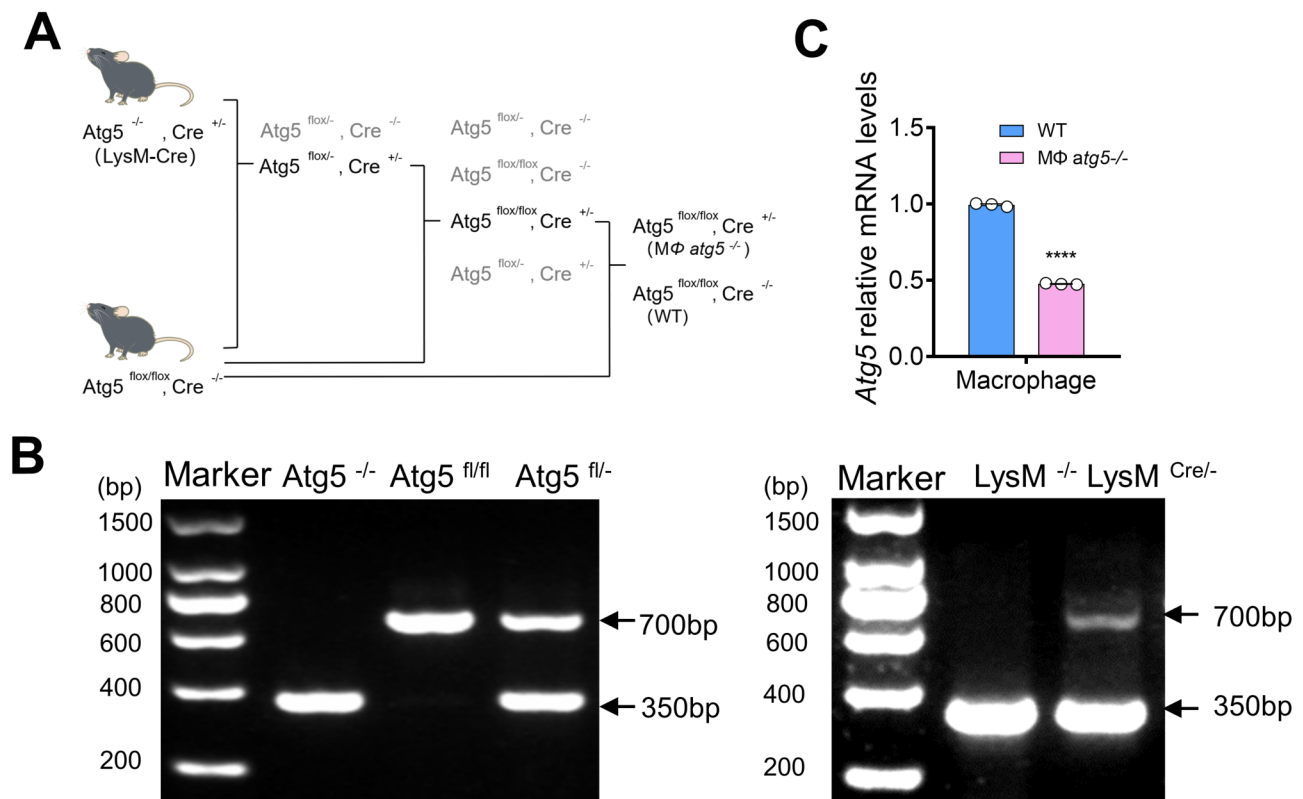 A
Atg5 -/- , Cre +/-
(LysM-Cre)
Atg5 flox/flox, Cre -/-
Atg5 flox/-, Cre -/-
Atg5 flox/-, Cre +/-
Atg5 flox/-, Cre -/-
Atg5 flox/flox, Cre -/-
Atg5 flox/flox, Cre +/-
Atg5 flox/-, Cre +/-
Atg5 flox/flox, Cre +/-
(MΦ atg5 -/-)
Atg5 flox/flox, Cre -/-
(WT)
C
Atg5 relative mRNA levels
1.5
1.0
0.5
0.0
WT
MΦ atg5-/-
****
Macrophage
B
(bp)
Marker Atg5 -/- Atg5 fl/fl Atg5 fl/-
1500
1000
800
600
400
200
700bp
350bp
(bp)
Marker LysM -/- LysM Cre/-
1500
1000
800
600
400
200
700bp
350bp